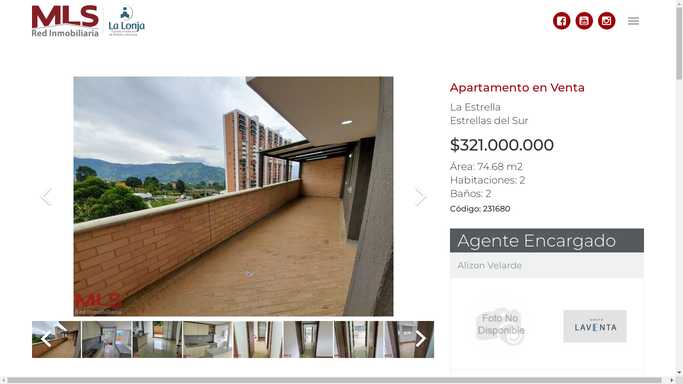 MLS
Red Inmobiliaria
La Lonja
Apartamento en Venta
La Estrella
Estrellas del Sur
$321.000.000
Área: 74.68 m2
Habitaciones: 2
Baños: 2
Código: 231680
Agente Encargado
Alizon Velarde
MLS
Red Inmobiliaria
Foto No
Disponible
LAVENTA